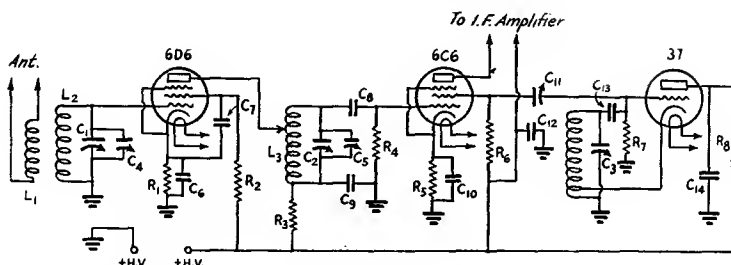 To I.F. Amplifier
6D6
6C6
37
Ant.
L2
C11
C13
C7
C8
C1
C4
L3
C2
C5
R4
R6
C12
R7
C3
R8
L1
R1
C6
R2
C9
R5
C10
C14
R3
+H.V.
+H.V.